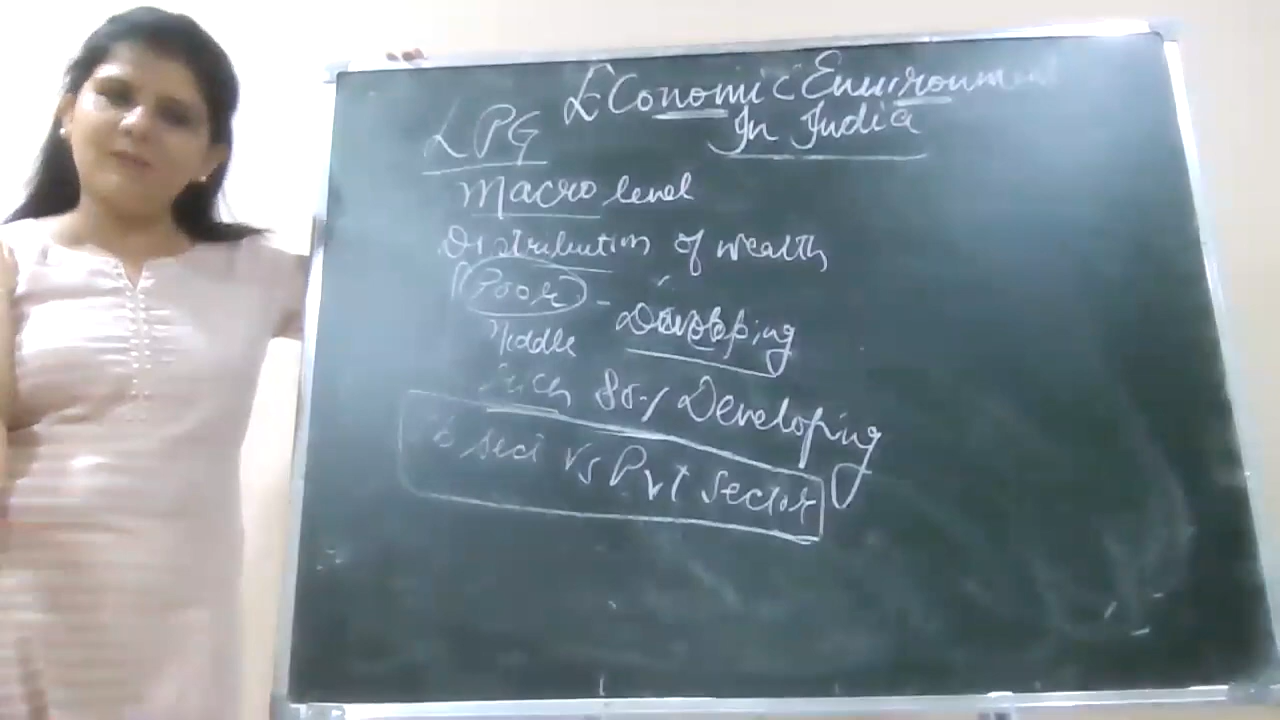 Economic Environment
In India
LPG
Macro level
Distribution of wealth
Poor - Developing
Middle
Rich 80% Developing
sect Vs Pvt Sector